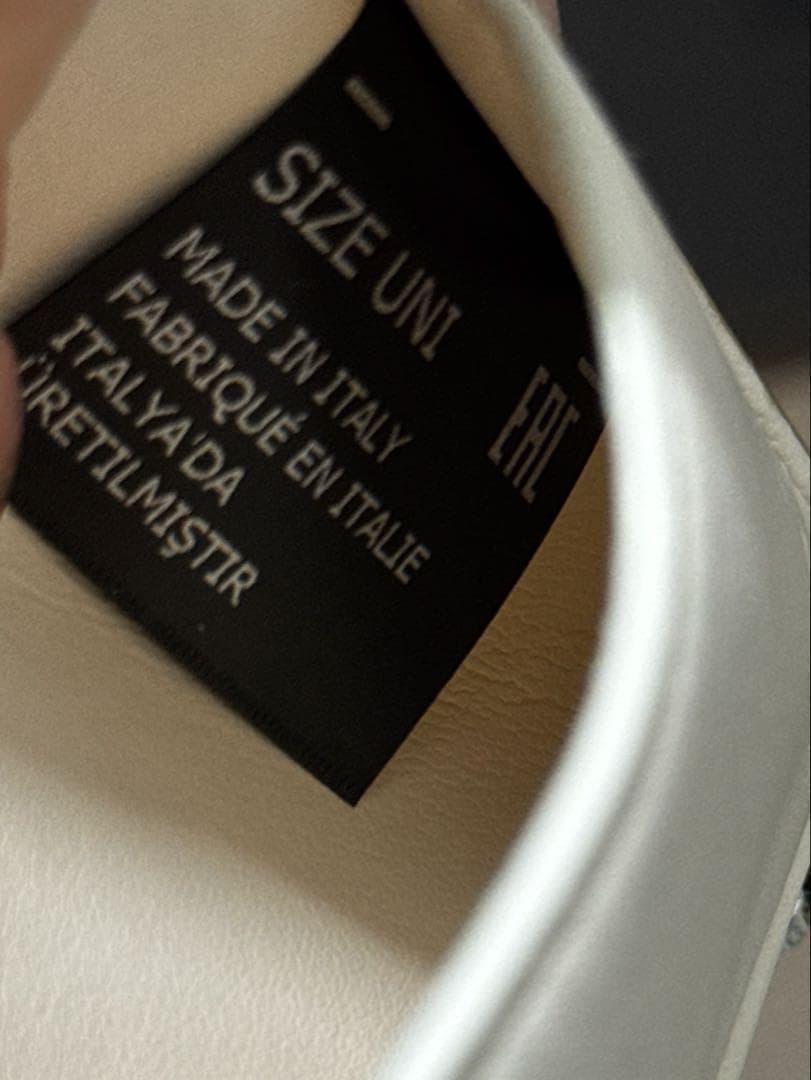 SIZE UNI
MADE IN ITALY
FABRIQUÉ EN ITALIE
ITALYA'DA
ÜRETILMIŞTIR
EAC